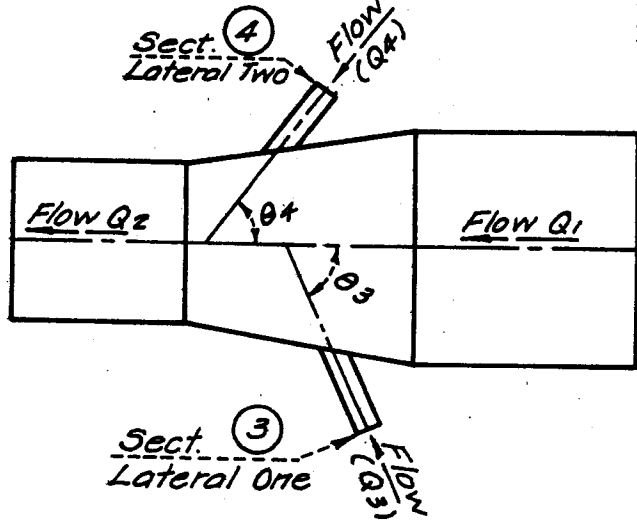 Sect. 4
Lateral Two
Flow
(Q4)
Flow Q2
θ4
Flow Q1
θ3
Sect. 3
Lateral One
Flow
(Q3)